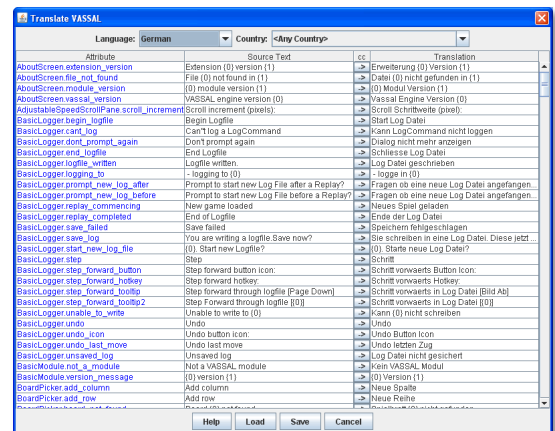 Translate VASSAL
Language: German Country: <Any Country>
Attribute Source Text cc Translation
AboutScreen.extension_version Extension {0} version {1} -> Erweiterung {0} Version {1}
AboutScreen.file_not_found File {0} not found in {1} -> Datei {0} nicht gefunden in {1}
AboutScreen.module_version {0} module version {1} -> {0} Modul Version {1}
AboutScreen.vassal_version VASSAL engine version {0} -> Vassal Engine Version {0}
AdjustableSpeedScrollPane.scroll_increment Scroll increment (pixels): -> Scroll Schrittweite (pixel):
BasicLogger.begin_logfile Begin Logfile -> Start Log Datei
BasicLogger.cant_log Can''t log a LogCommand -> Kann LogCommand nicht loggen
BasicLogger.dont_prompt_again Don't prompt again -> Dialog nicht mehr anzeigen
BasicLogger.end_logfile End Logfile -> Schliesse Log Datei
BasicLogger.logfile_written Logfile written. -> Log Datei geschrieben
BasicLogger.logging_to - logging to {0} -> - logge in {0}
BasicLogger.prompt_new_log_after Prompt to start new Log File after a Replay? -> Fragen ob eine neue Log Datei angefangen...
BasicLogger.prompt_new_log_before Prompt to start new Log File before a Replay? -> Fragen ob eine neue Log Datei angefangen...
BasicLogger.replay_commencing New game loaded -> Neues Spiel geladen
BasicLogger.replay_completed End of Logfile -> Ende der Log Datei
BasicLogger.save_failed Save failed -> Speichern fehlgeschlagen
BasicLogger.save_log You are writing a logfile.Save now? -> Sie schreiben in eine Log Datei. Diese jetzt ...
BasicLogger.start_new_log_file {0}. Start new Logfile? -> {0}. Starte neue Log Datei?
BasicLogger.step Step -> Schritt
BasicLogger.step_forward_button Step forward button icon: -> Schritt vorwaerts Button Icon:
BasicLogger.step_forward_hotkey Step forward hotkey: -> Schritt vorwaerts Hotkey:
BasicLogger.step_forward_tooltip Step forward through logfile [Page Down] -> Schritt vorwaerts in Log Datei [Bild Ab]
BasicLogger.step_forward_tooltip2 Step Forward through logfile [{0}] -> Schritt vorwaerts in Log Datei [{0}]
BasicLogger.unable_to_write Unable to write to {0} -> Kann {0} nicht schreiben
BasicLogger.undo Undo -> Undo
BasicLogger.undo_icon Undo button icon: -> Undo Button Icon
BasicLogger.undo_last_move Undo last move -> Undo letzten Zug
BasicLogger.unsaved_log Unsaved log -> Log Datei nicht gesichert
BasicModule.not_a_module Not a VASSAL module -> Kein VASSAL Modul
BasicModule.version_message {0} version {1} -> {0} Version {1}
BoardPicker.add_column Add column -> Neue Spalte
BoardPicker.add_row Add row -> Neue Reihe
Help Load Save Cancel